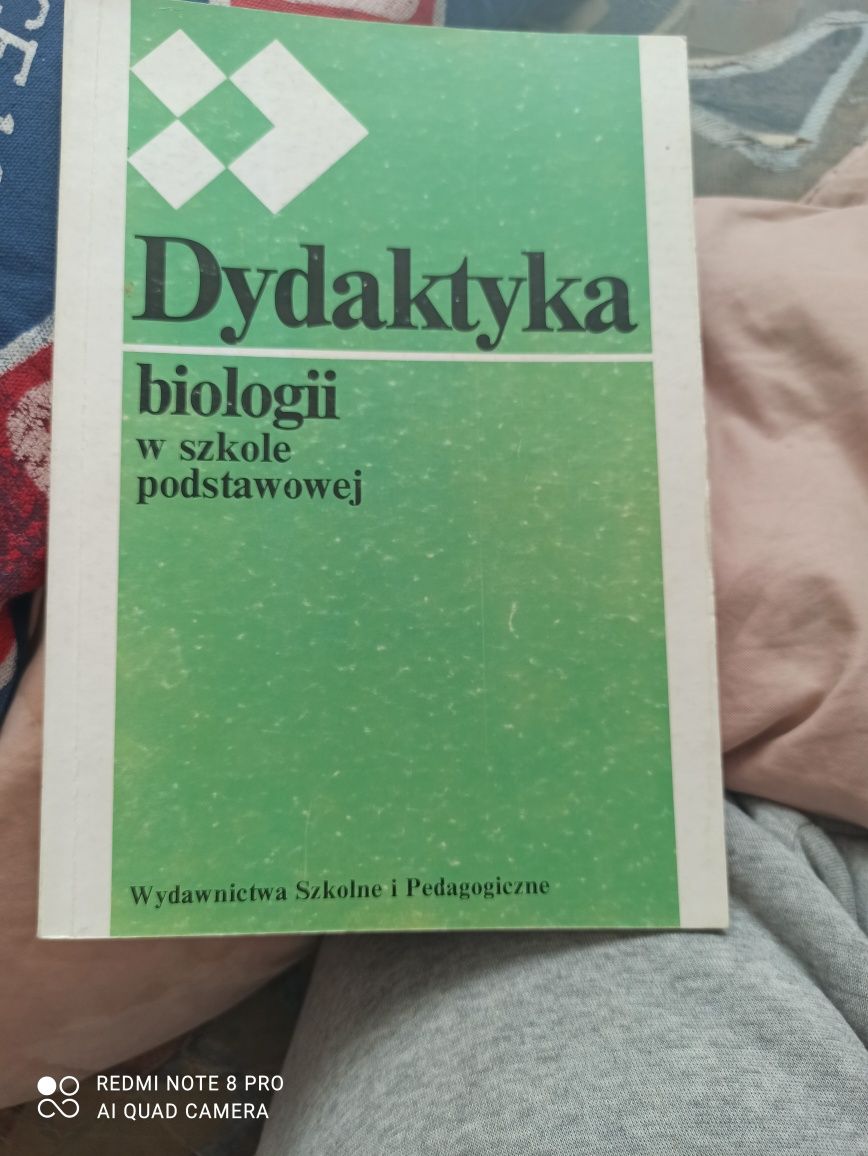 Dydaktyka
biologii
w szkole
podstawowej
Wydawnictwa Szkolne i Pedagogiczne
REDMI NOTE 8 PRO
AI QUAD CAMERA